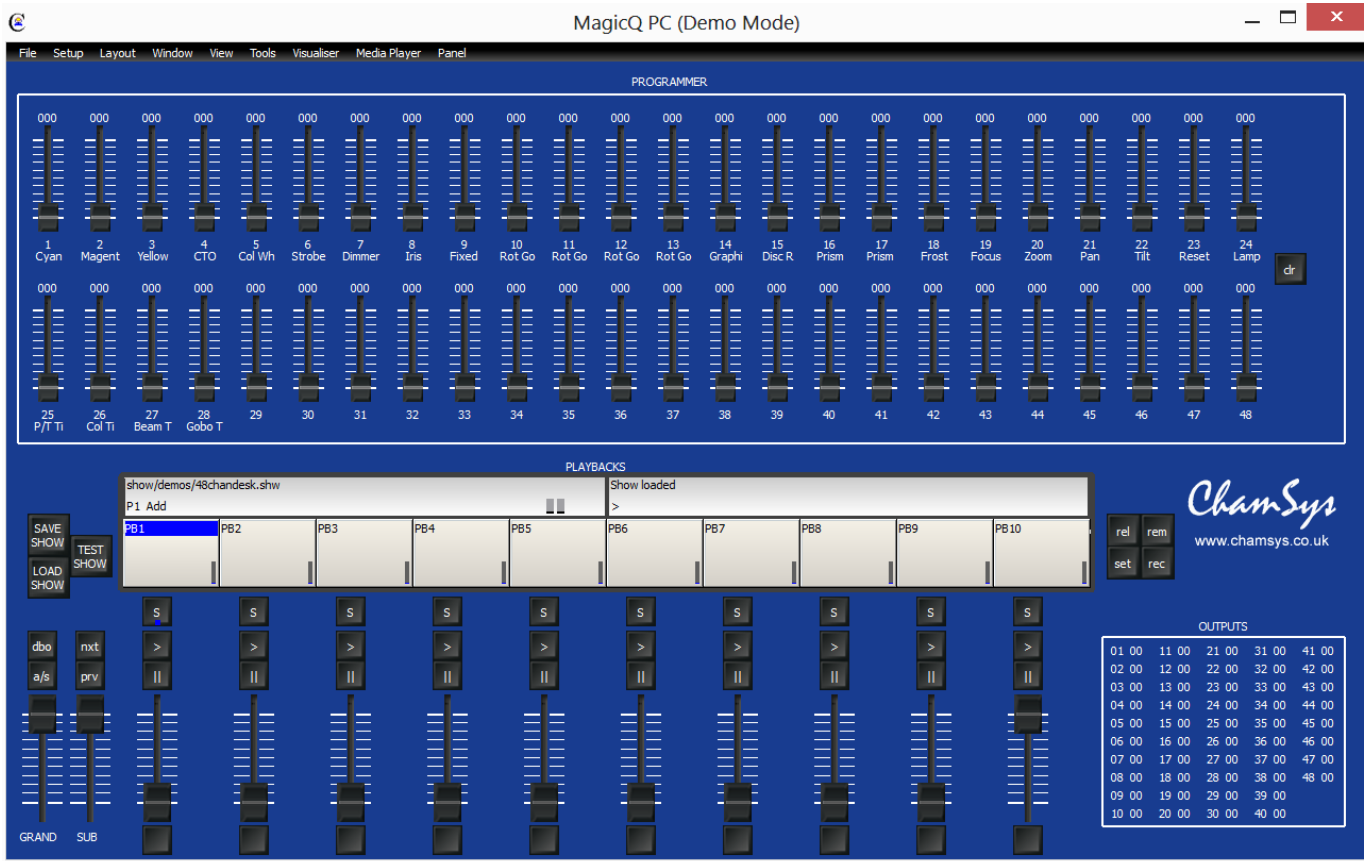 MagicQ PC (Demo Mode)
File Setup Layout Window View Tools Visualiser Media Player Panel
PROGRAMMER
000 000 000 000 000 000 000 000 000 000 000 000 000 000 000 000 000 000 000 000 000 000 000 000
1 2 3 4 5 6 7 8 9 10 11 12 13 14 15 16 17 18 19 20 21 22 23 24
Cyan Magent Yellow CTO Col Wh Strobe Dimmer Iris Fixed Rot Go Rot Go Rot Go Rot Go Graphi Disc R Prism Prism Frost Focus Zoom Pan Tilt Reset Lamp
clr
000 000 000 000 000 000 000 000 000 000 000 000 000 000 000 000 000 000 000 000 000 000 000 000
25 26 27 28 29 30 31 32 33 34 35 36 37 38 39 40 41 42 43 44 45 46 47 48
P/T Ti Col Ti Beam T Gobo T
PLAYBACKS
show/demos/48chandesk.shw Show loaded
P1 Add >
PB1 PB2 PB3 PB4 PB5 PB6 PB7 PB8 PB9 PB10
SAVE
SHOW
TEST
SHOW
LOAD
SHOW
rel rem
set rec
ChamSys
www.chamsys.co.uk
S S S S S S S S S S
dbo nxt > > > > > > > > > >
a/s prv || || || || || || || || || ||
GRAND SUB
OUTPUTS
01 00 11 00 21 00 31 00 41 00
02 00 12 00 22 00 32 00 42 00
03 00 13 00 23 00 33 00 43 00
04 00 14 00 24 00 34 00 44 00
05 00 15 00 25 00 35 00 45 00
06 00 16 00 26 00 36 00 46 00
07 00 17 00 27 00 37 00 47 00
08 00 18 00 28 00 38 00 48 00
09 00 19 00 29 00 39 00
10 00 20 00 30 00 40 00